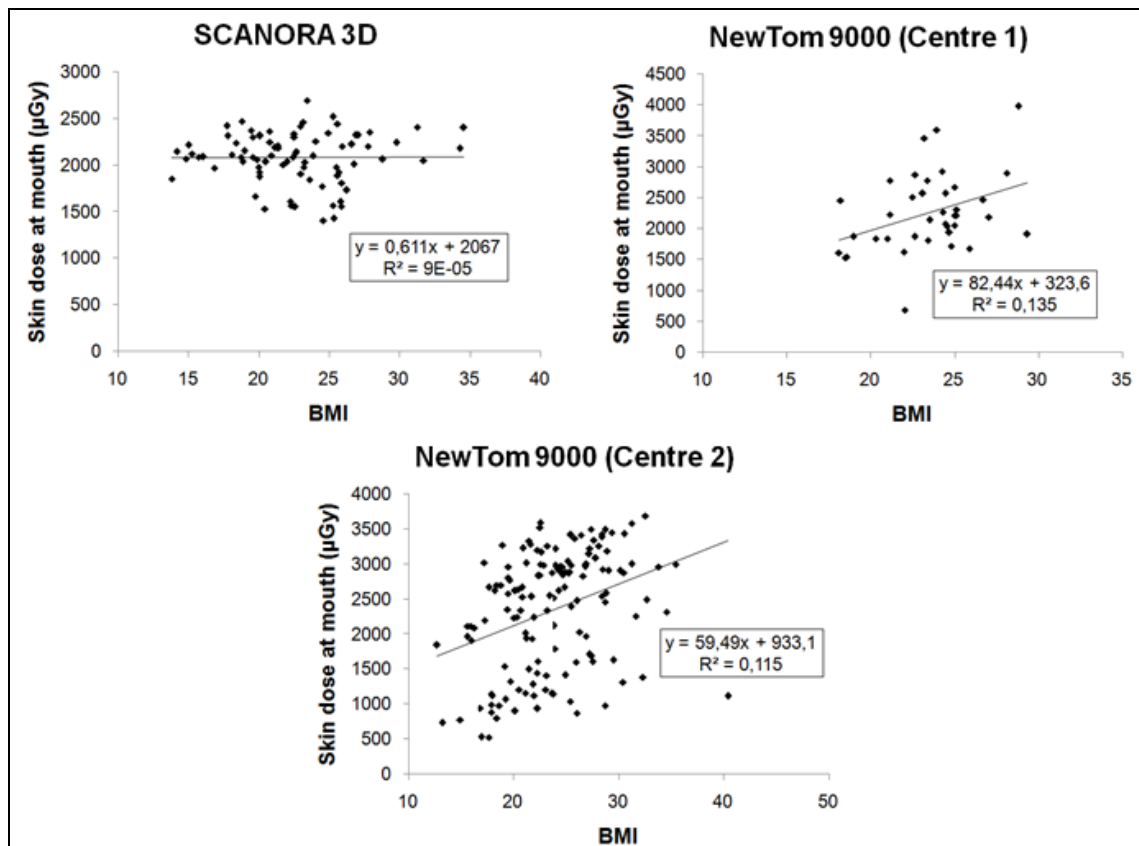 SCANORA 3D
Skin dose at mouth (µGy)
3000
2500
2000
1500
1000
500
0
y = 0,611x + 2067
R² = 9E-05
10 15 20 25 30 35 40
BMI
NewTom 9000 (Centre 1)
Skin dose at mouth (µGy)
4500
4000
3500
3000
2500
2000
1500
1000
500
0
y = 82,44x + 323,6
R² = 0,135
10 15 20 25 30 35
BMI
NewTom 9000 (Centre 2)
Skin dose at mouth (µGy)
4000
3500
3000
2500
2000
1500
1000
500
0
y = 59,49x + 933,1
R² = 0,115
10 20 30 40 50
BMI